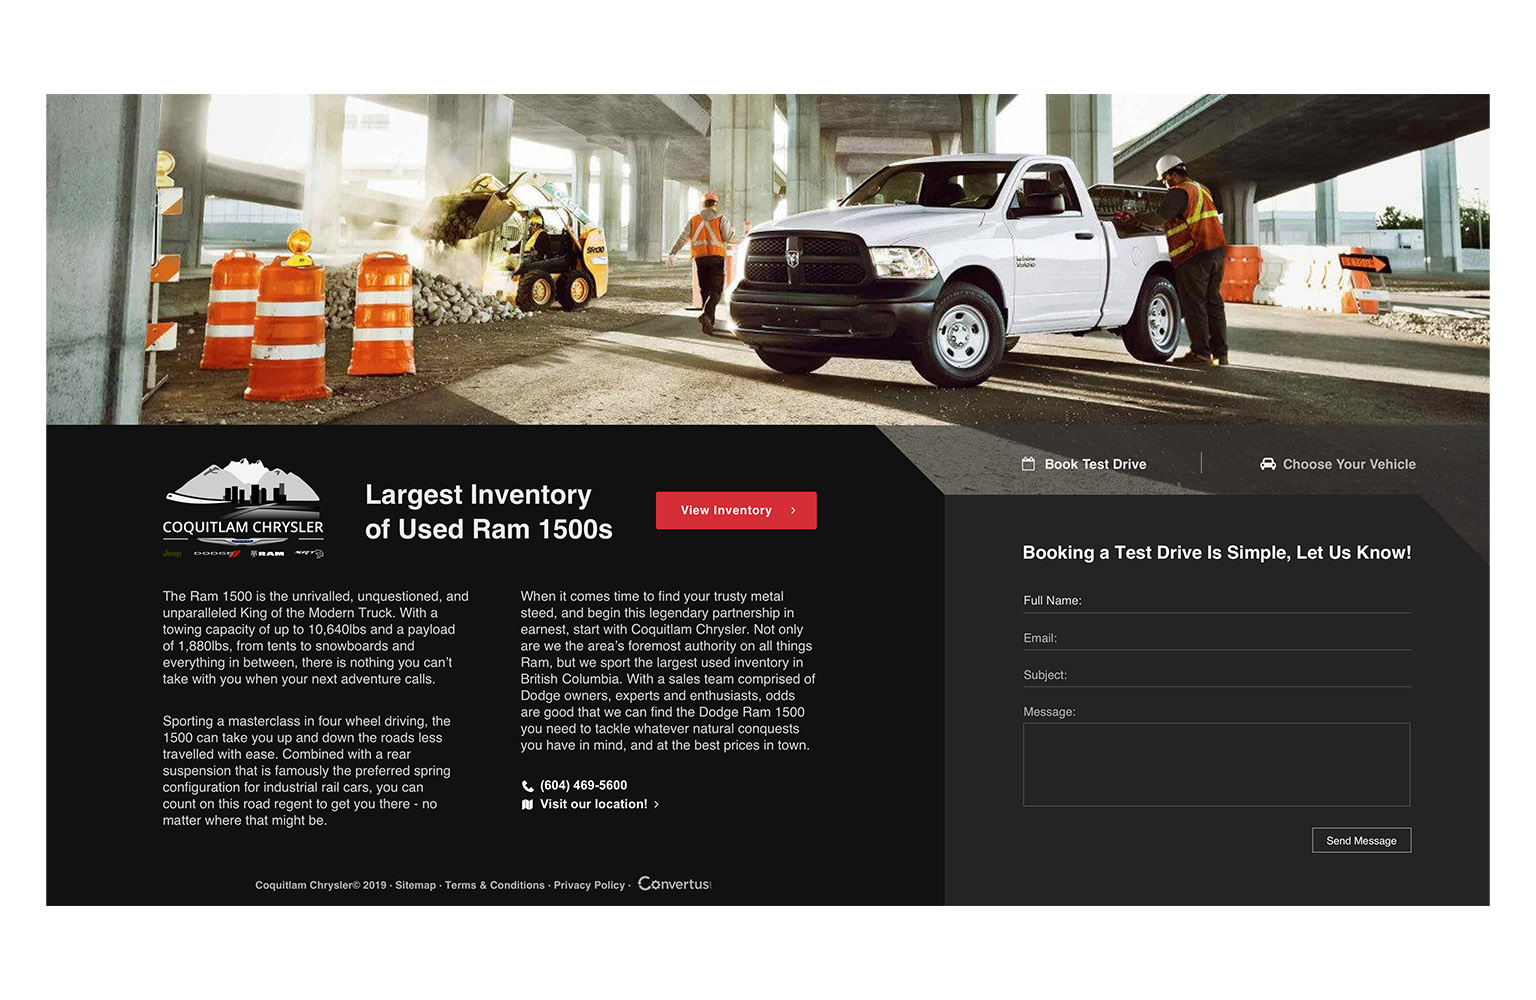 DETOUR
COQUITLAM CHRYSLER
Jeep DODGE RAM SRT
Largest Inventory
of Used Ram 1500s
View Inventory
The Ram 1500 is the unrivalled, unquestioned, and
unparalleled King of the Modern Truck. With a
towing capacity of up to 10,640lbs and a payload
of 1,880lbs, from tents to snowboards and
everything in between, there is nothing you can’t
take with you when your next adventure calls.
Sporting a masterclass in four wheel driving, the
1500 can take you up and down the roads less
travelled with ease. Combined with a rear
suspension that is famously the preferred spring
configuration for industrial rail cars, you can
count on this road regent to get you there - no
matter where that might be.
When it comes time to find your trusty metal
steed, and begin this legendary partnership in
earnest, start with Coquitlam Chrysler. Not only
are we the area’s foremost authority on all things
Ram, but we sport the largest used inventory in
British Columbia. With a sales team comprised of
Dodge owners, experts and enthusiasts, odds
are good that we can find the Dodge Ram 1500
you need to tackle whatever natural conquests
you have in mind, and at the best prices in town.
(604) 469-5600
Visit our location!
Coquitlam Chrysler© 2019 · Sitemap · Terms & Conditions · Privacy Policy · Convertus
Book Test Drive
Choose Your Vehicle
Booking a Test Drive Is Simple, Let Us Know!
Full Name:
Email:
Subject:
Message:
Send Message